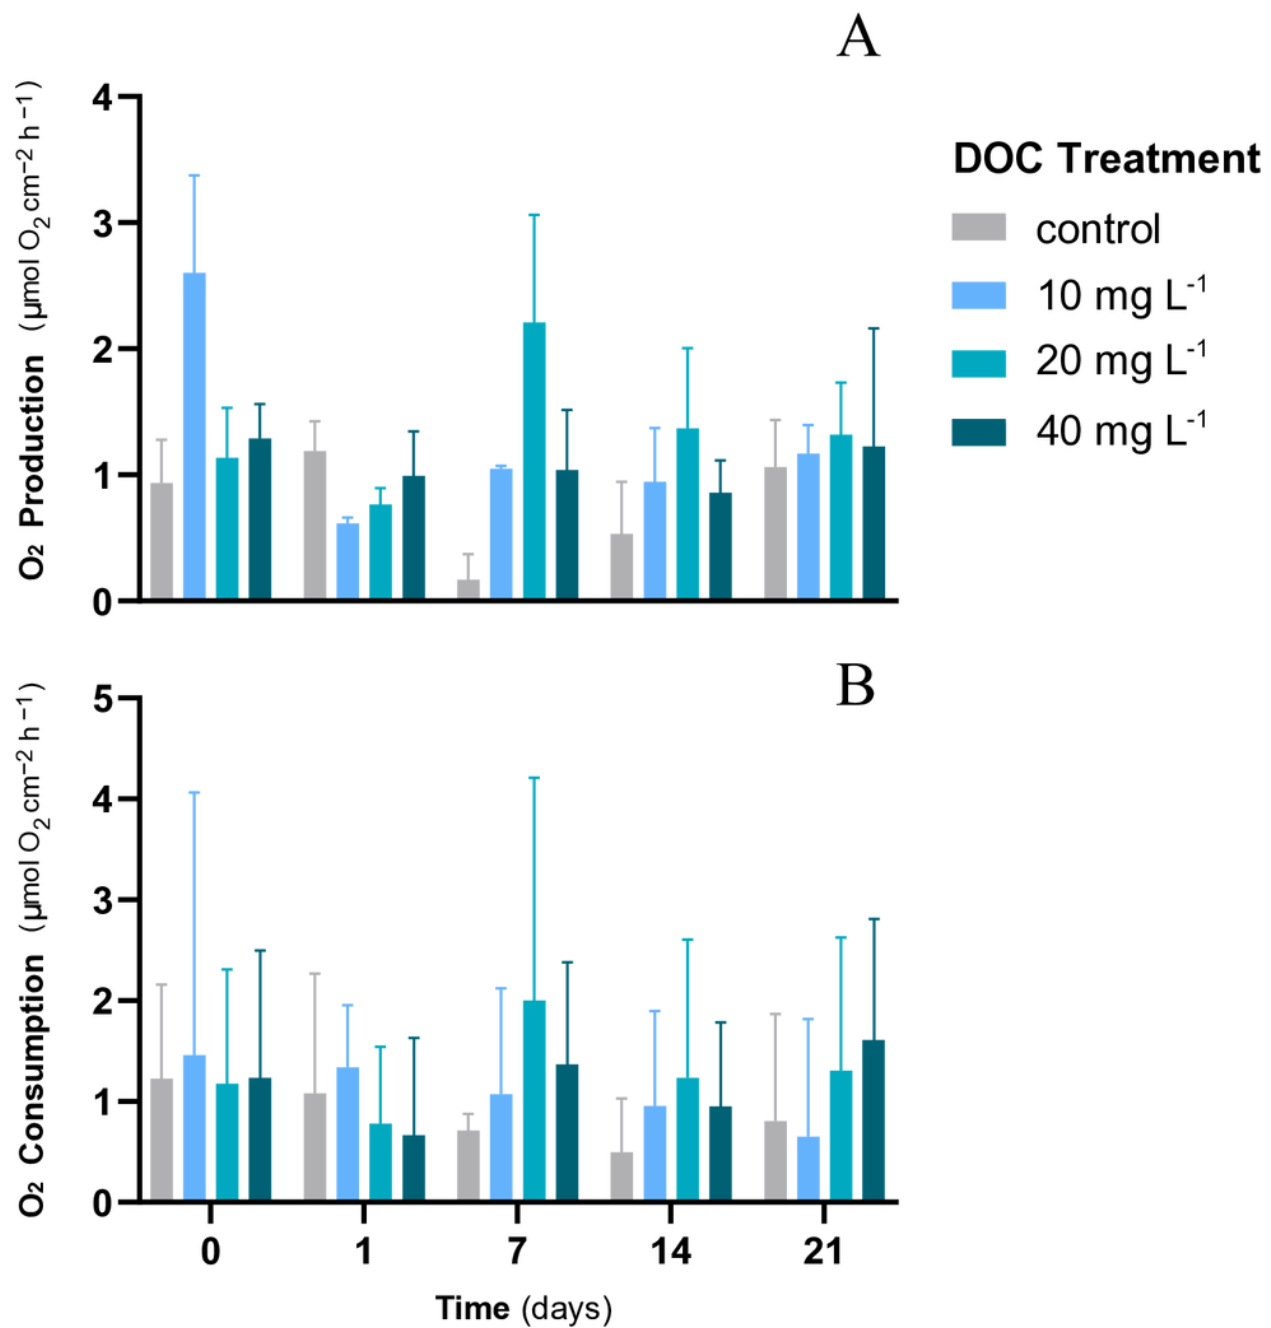 A
4
3
2
1
0
O₂ Production (μmol O₂ cm⁻² h⁻¹)
DOC Treatment
control
10 mg L⁻¹
20 mg L⁻¹
40 mg L⁻¹
B
5
4
3
2
1
0
O₂ Consumption (μmol O₂ cm⁻² h⁻¹)
0 1 7 14 21
Time (days)